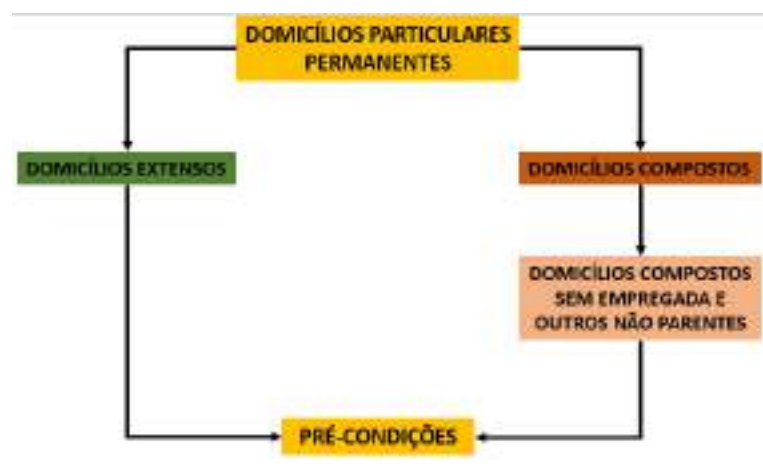 DOMICÍLIOS PARTICULARES
PERMANENTES
DOMICÍLIOS EXTENSOS
DOMICÍLIOS COMPOSTOS
DOMICÍLIOS COMPOSTOS
SEM EMPREGADA E
OUTROS NÃO PARENTES
PRÉ-CONDIÇÕES